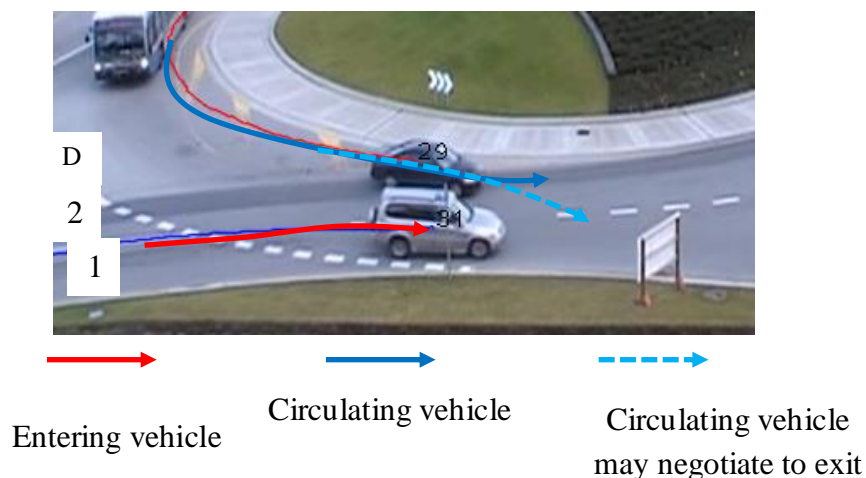 29
D
2
31
1
Entering vehicle
Circulating vehicle
Circulating vehicle
may negotiate to exit